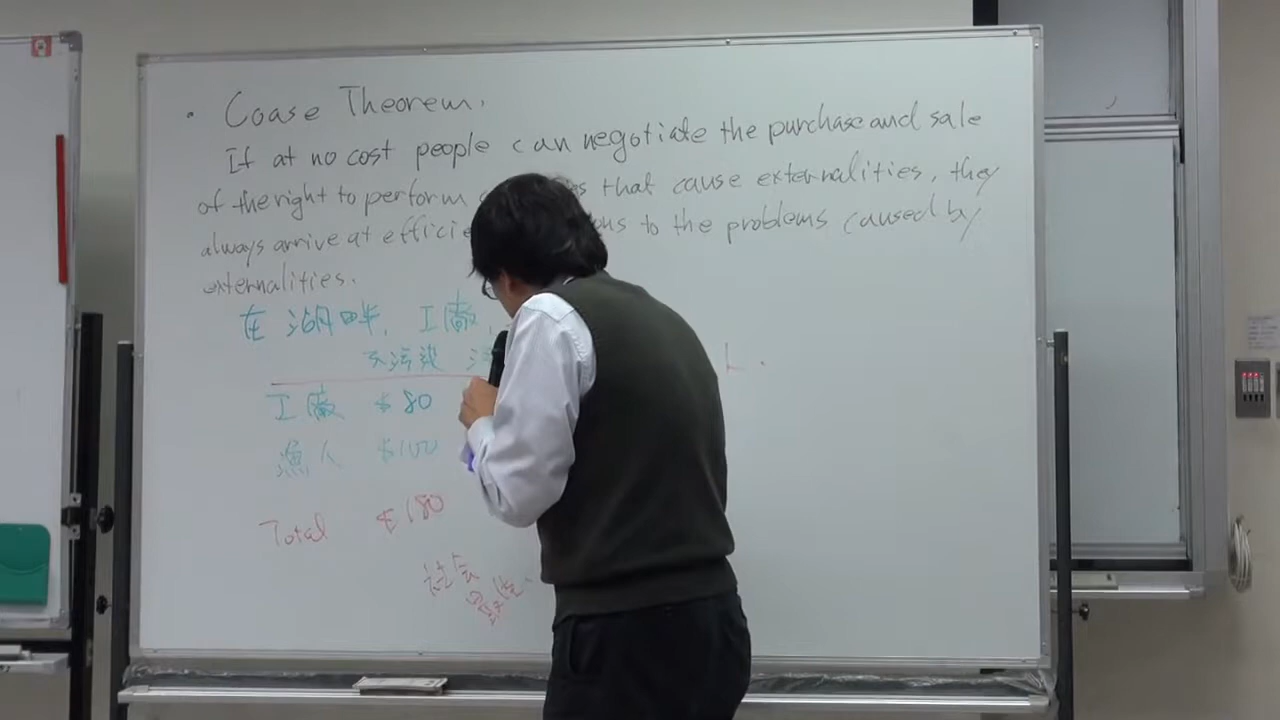 · Coase Theorem.
If at no cost people can negotiate the purchase and sale
of the right to perform that cause externalities, they
always arrive at to the problems caused by
externalities.
在湖畔, 工廠,
不污染
工廠 $80
漁人 $100
Total $180
社会